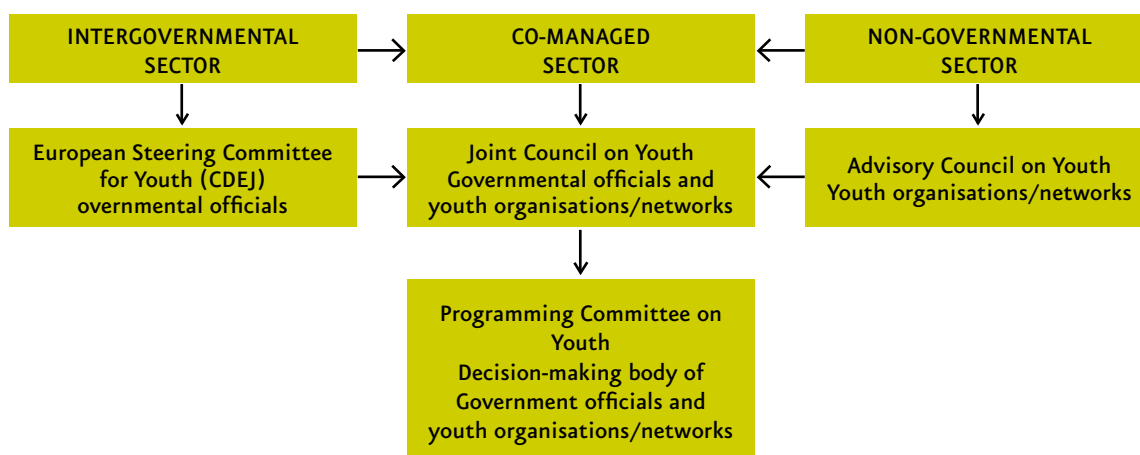 INTERGOVERNMENTAL
SECTOR
CO-MANAGED
SECTOR
NON-GOVERNMENTAL
SECTOR
European Steering Committee
for Youth (CDEJ)
overnmental officials
Joint Council on Youth
Governmental officials and
youth organisations/networks
Advisory Council on Youth
Youth organisations/networks
Programming Committee on
Youth
Decision-making body of
Government officials and
youth organisations/networks